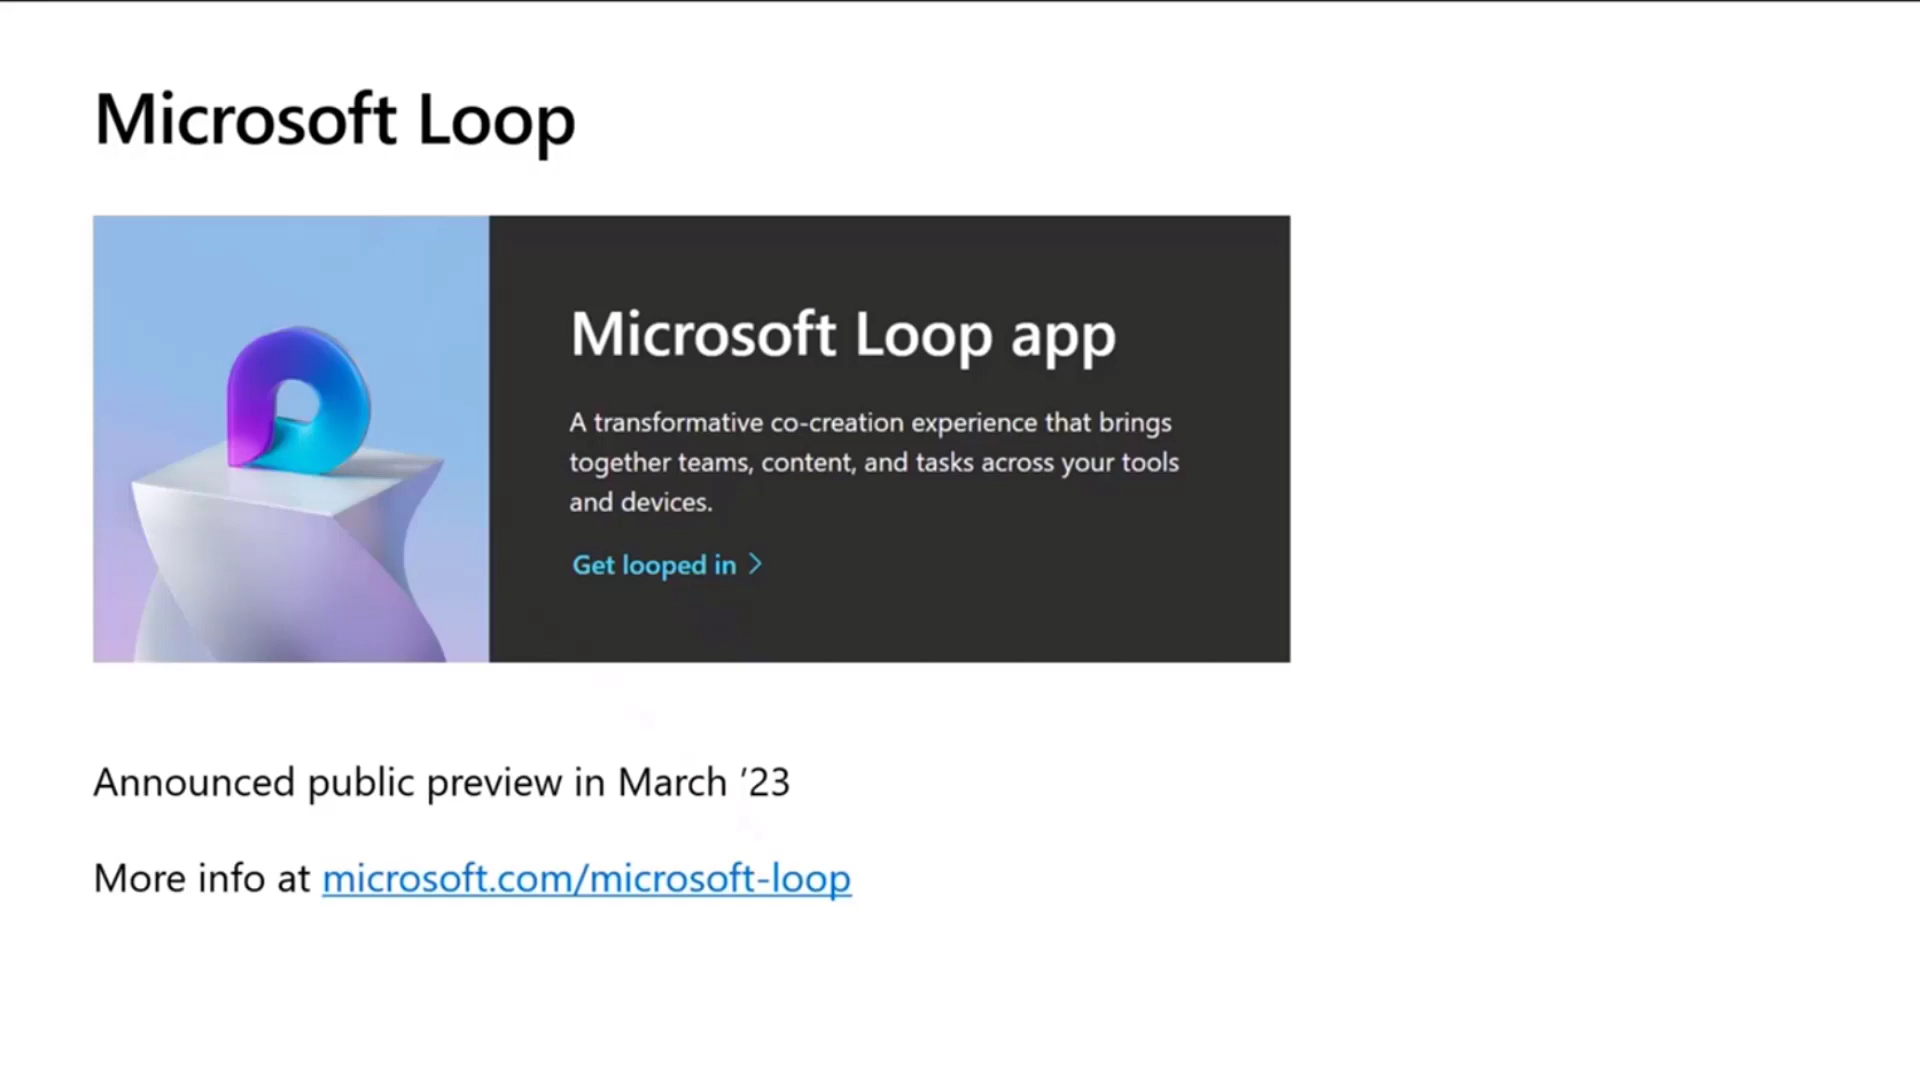 Microsoft Loop
Microsoft Loop app
A transformative co-creation experience that brings
together teams, content, and tasks across your tools
and devices.
Get looped in >
Announced public preview in March ’23
More info at microsoft.com/microsoft-loop